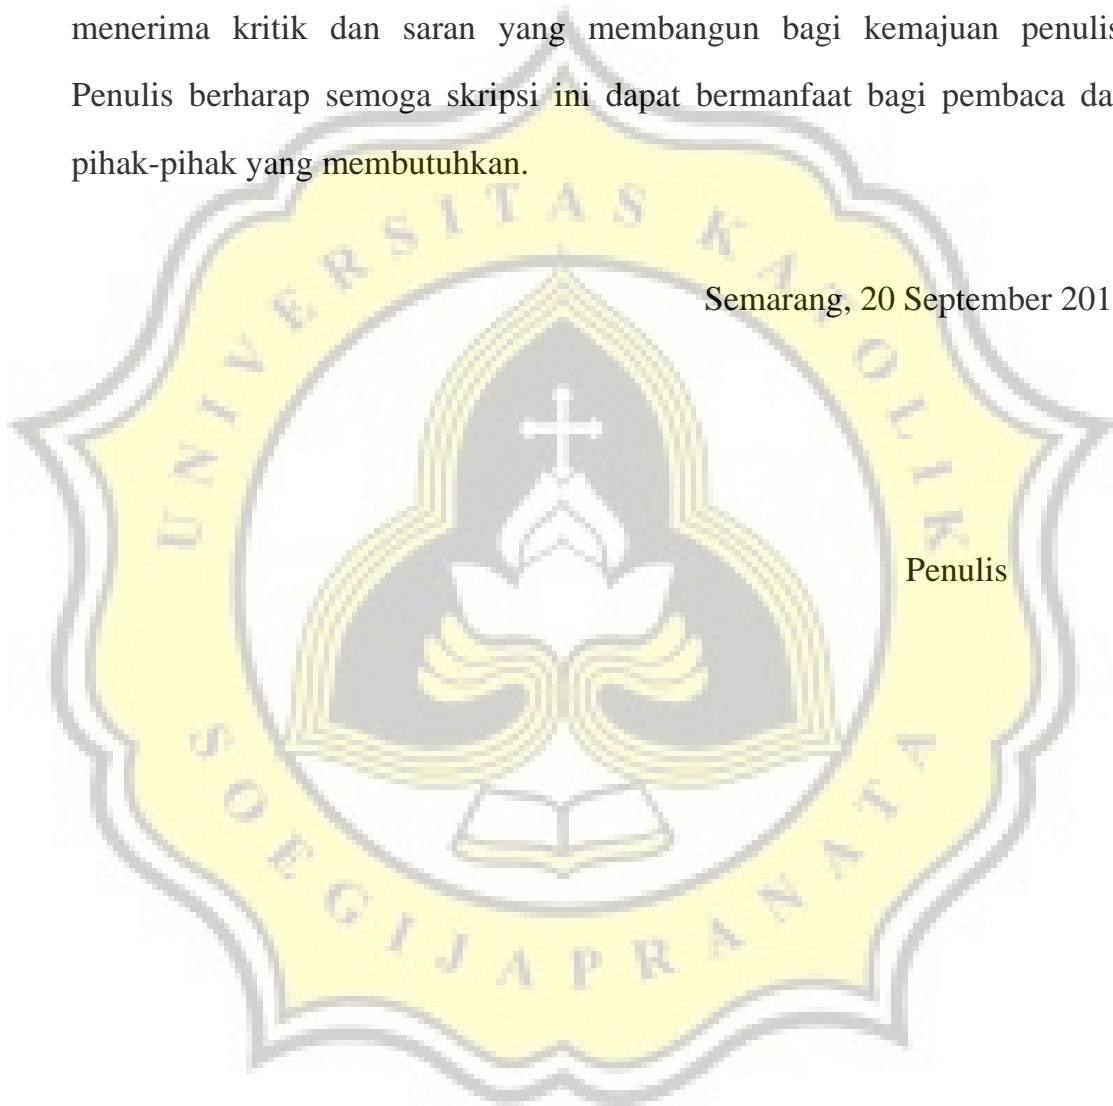 menerima kritik dan saran yang membangun bagi kemajuan penulis
Penulis berharap semoga skripsi ini dapat bermanfaat bagi pembaca da
pihak-pihak yang membutuhkan.
UNIVERSITAS KATOLIK
Semarang, 20 September 201
Penulis
SOEGIJAPRANATA